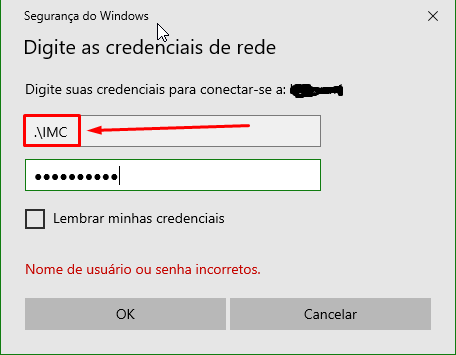 Segurança do Windows
Digite as credenciais de rede
Digite suas credenciais para conectar-se a:
.\IMC
●●●●●●●●●●
Lembrar minhas credenciais
Nome de usuário ou senha incorretos.
OK
Cancelar